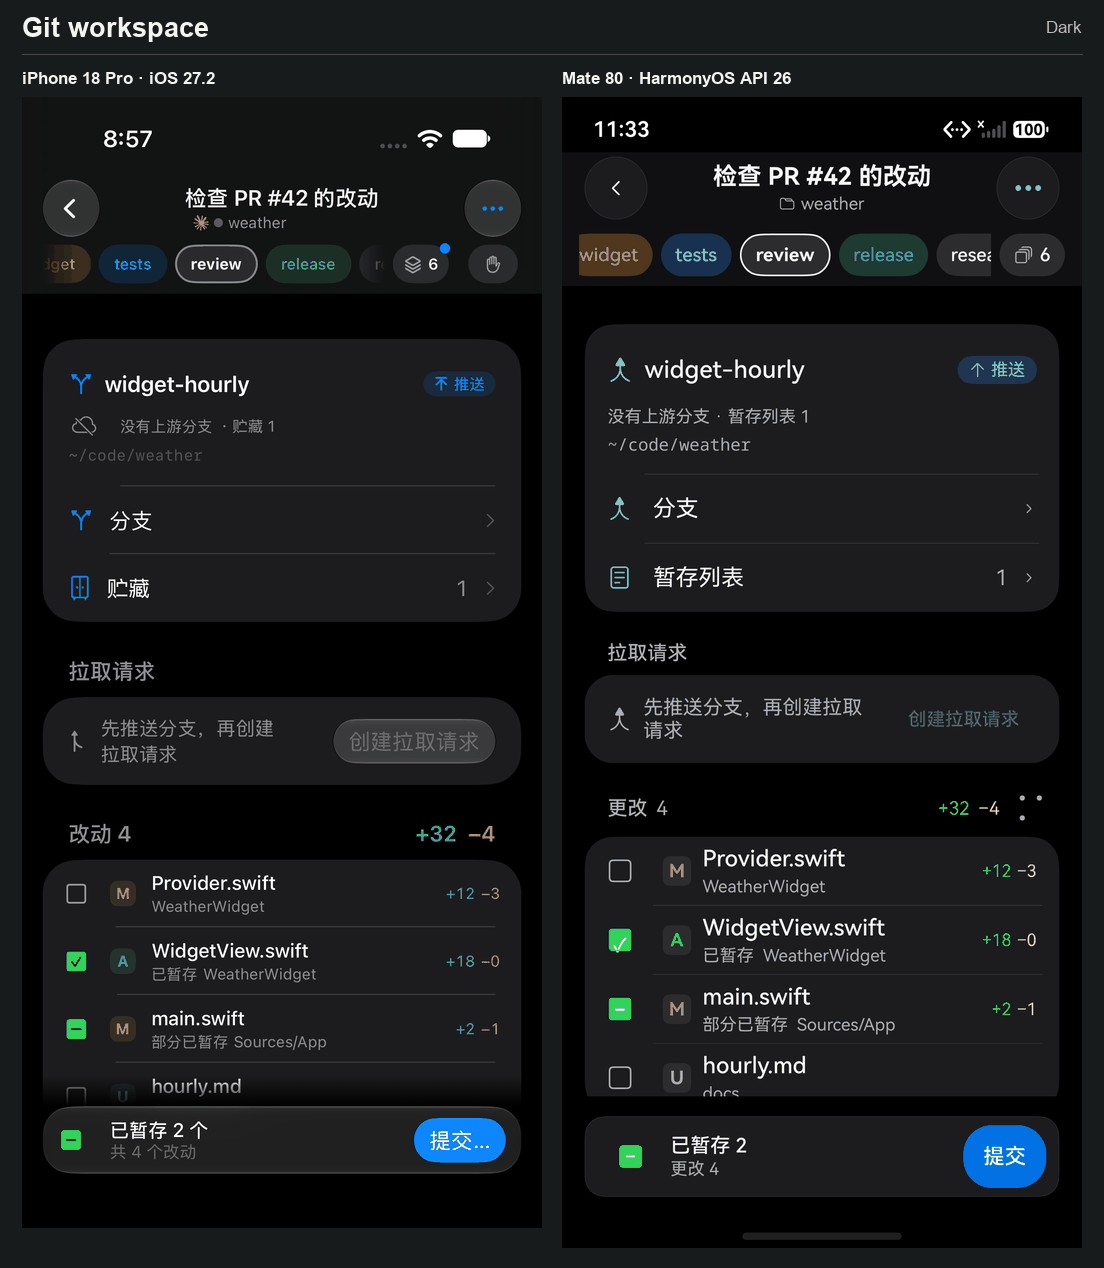 Git workspace
Dark
iPhone 18 Pro · iOS 27.2
8:57
检查 PR #42 的改动
weather
dget
tests
review
release
6
没有上游分支 · 贮藏 1
widget-hourly
推送
~/code/weather
分支
贮藏
1
拉取请求
先推送分支，再创建
拉取请求
创建拉取请求
改动 4
+32 −4
M
Provider.swift
WeatherWidget
+12 −3
A
WidgetView.swift
已暂存 WeatherWidget
+18 −0
M
main.swift
部分已暂存 Sources/App
+2 −1
U
hourly.md
已暂存 2 个
共 4 个改动
提交...
Mate 80 · HarmonyOS API 26
11:33
100
检查 PR #42 的改动
weather
widget
tests
review
release
resea
6
widget-hourly
推送
没有上游分支 · 暂存列表 1
~/code/weather
分支
暂存列表
1
拉取请求
先推送分支，再创建拉取
请求
创建拉取请求
更改 4
+32 −4
M
Provider.swift
WeatherWidget
+12 −3
A
WidgetView.swift
已暂存 WeatherWidget
+18 −0
M
main.swift
部分已暂存 Sources/App
+2 −1
U
hourly.md
docs
已暂存 2
更改 4
提交